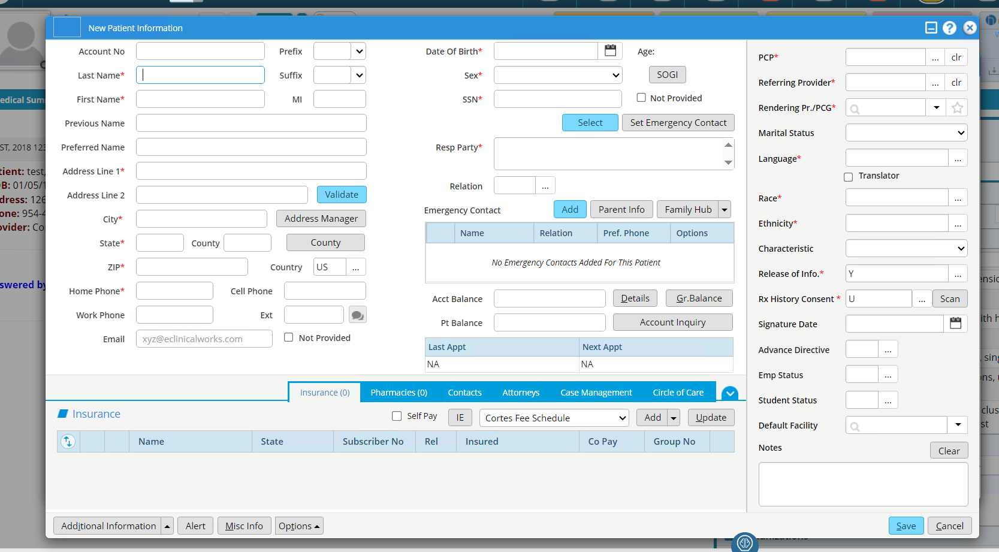 New Patient Information
Account No
Prefix
Last Name*
Suffix
First Name*
MI
Previous Name
Preferred Name
Address Line 1*
Address Line 2
Validate
City*
Address Manager
State*
County
County
ZIP*
Country
US
...
Home Phone*
Cell Phone
Work Phone
Ext
Email
xyz@eclinicalworks.com
Not Provided
Date Of Birth*
Age:
Sex*
SOGI
SSN*
Not Provided
Select
Set Emergency Contact
Resp Party*
Relation
...
Emergency Contact
Add
Parent Info
Family Hub
Name
Relation
Pref. Phone
Options
No Emergency Contacts Added For This Patient
Acct Balance
Details
Gr.Balance
Pt Balance
Account Inquiry
Last Appt
Next Appt
NA
NA
PCP*
...
clr
Referring Provider*
...
clr
Rendering Pr./PCG*
Marital Status
Language*
...
Translator
Race*
...
Ethnicity*
...
Characteristic
Release of Info.*
Y
...
Rx History Consent *
U
...
Scan
Signature Date
Advance Directive
...
Emp Status
...
Student Status
...
Default Facility
Notes
Clear
Insurance (0)
Pharmacies (0)
Contacts
Attorneys
Case Management
Circle of Care
Insurance
Self Pay
IE
Cortes Fee Schedule
Add
Update
Name
State
Subscriber No
Rel
Insured
Co Pay
Group No
Additional Information
Alert
Misc Info
Options
Save
Cancel
edical Sum
ST, 2018 123
tient: test,
B: 01/05/1
dress: 126
one: 954-4
ovider: Co
swered by